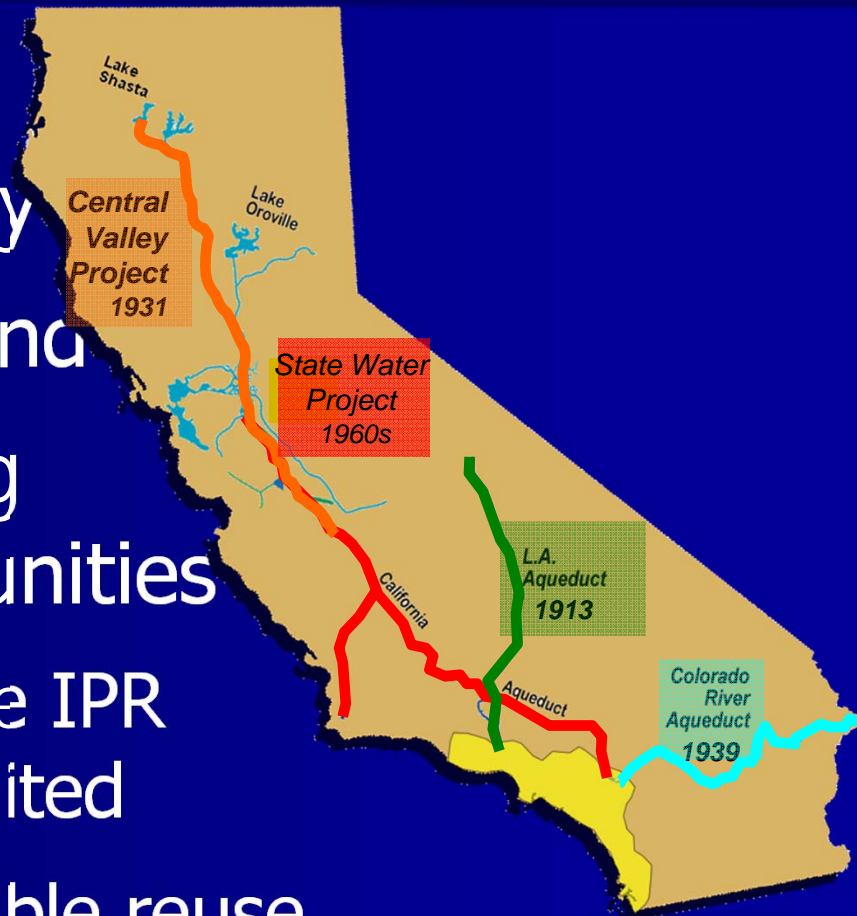 Lake
Shasta
Central
Valley
Project
1931
Lake
Oroville
State Water
Project
1960s
California
Aqueduct
L.A.
Aqueduct
1913
Colorado
River
Aqueduct
1939
y
nd
g
unities
e IPR
ited
ble reuse